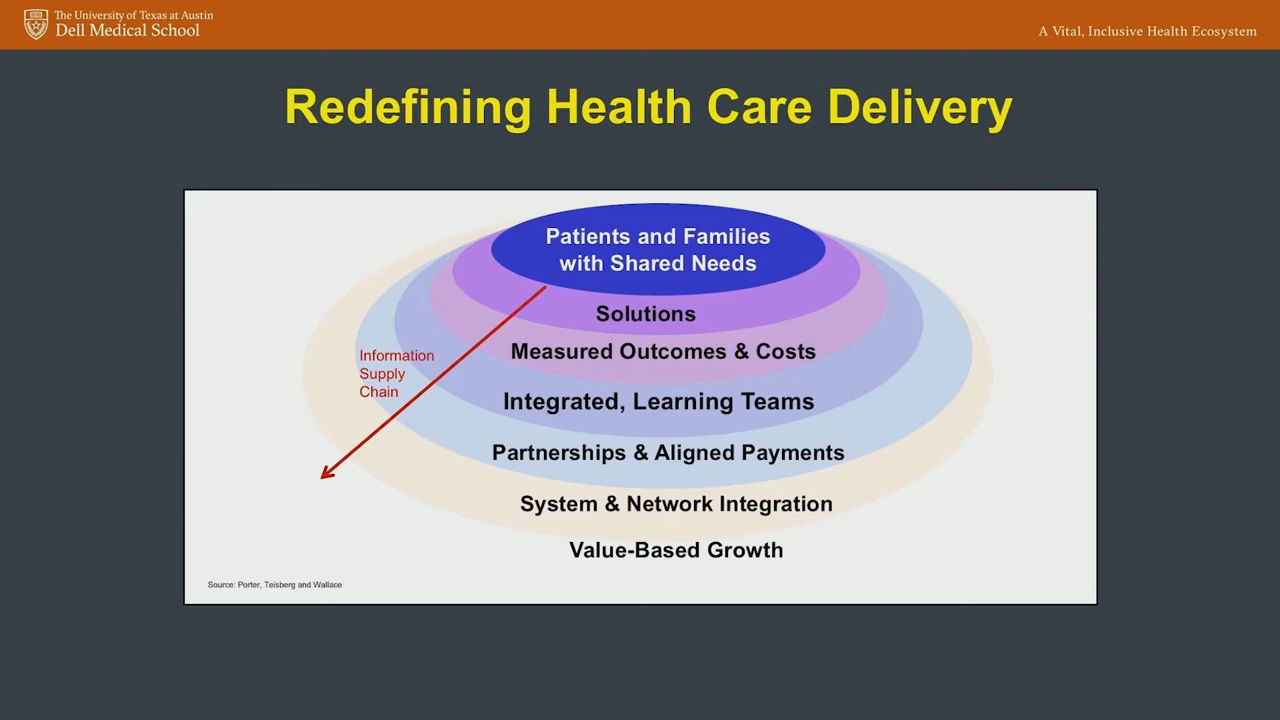 The University of Texas at Austin
Dell Medical School
A Vital, Inclusive Health Ecosystem
Redefining Health Care Delivery
Patients and Families
with Shared Needs
Solutions
Measured Outcomes & Costs
Information
Supply
Chain
Integrated, Learning Teams
Partnerships & Aligned Payments
System & Network Integration
Value-Based Growth
Source: Porter, Teisberg and Wallace